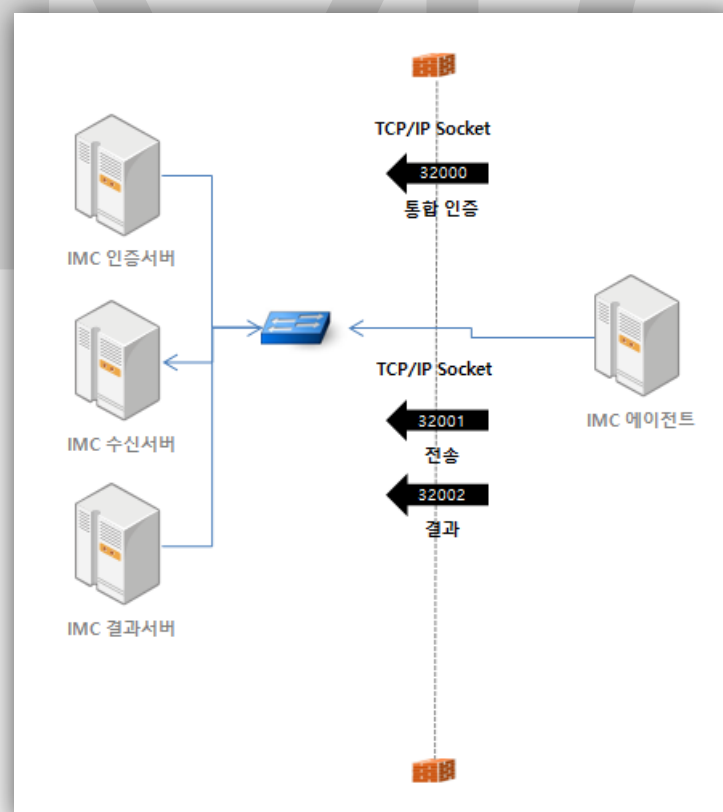 TCP/IP Socket
32000
통합 인증
IMC 인증서버
IMC 수신서버
TCP/IP Socket
IMC 에이전트
32001
전송
32002
결과
IMC 결과서버